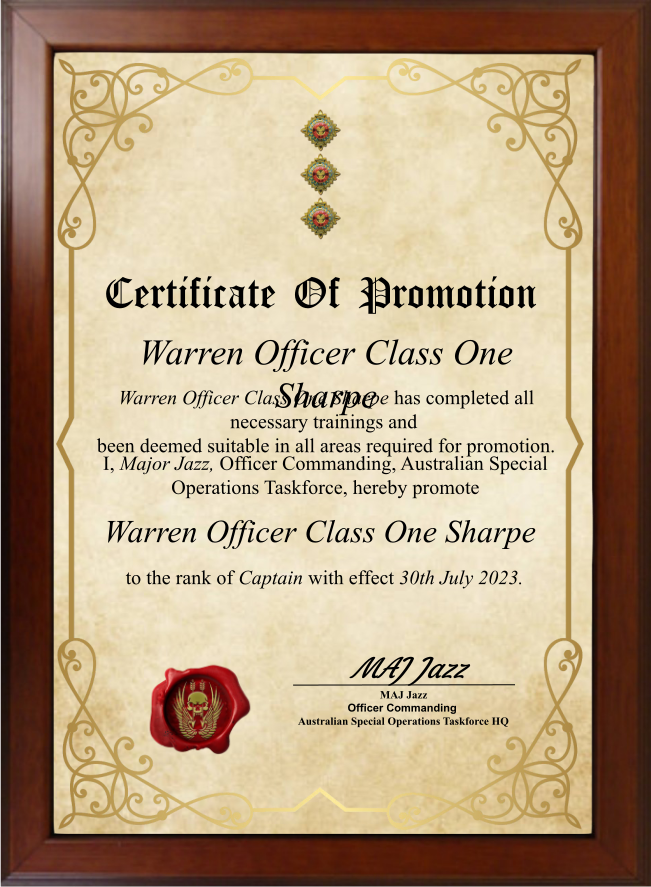 Certificate Of Promotion
Warren Officer Class One
Sharpe
Warren Officer Class One Sharpe has completed all
necessary trainings and
been deemed suitable in all areas required for promotion.
I, Major Jazz, Officer Commanding, Australian Special
Operations Taskforce, hereby promote
Warren Officer Class One Sharpe
to the rank of Captain with effect 30th July 2023.
MAJ Jazz
MAJ Jazz
Officer Commanding
Australian Special Operations Taskforce HQ